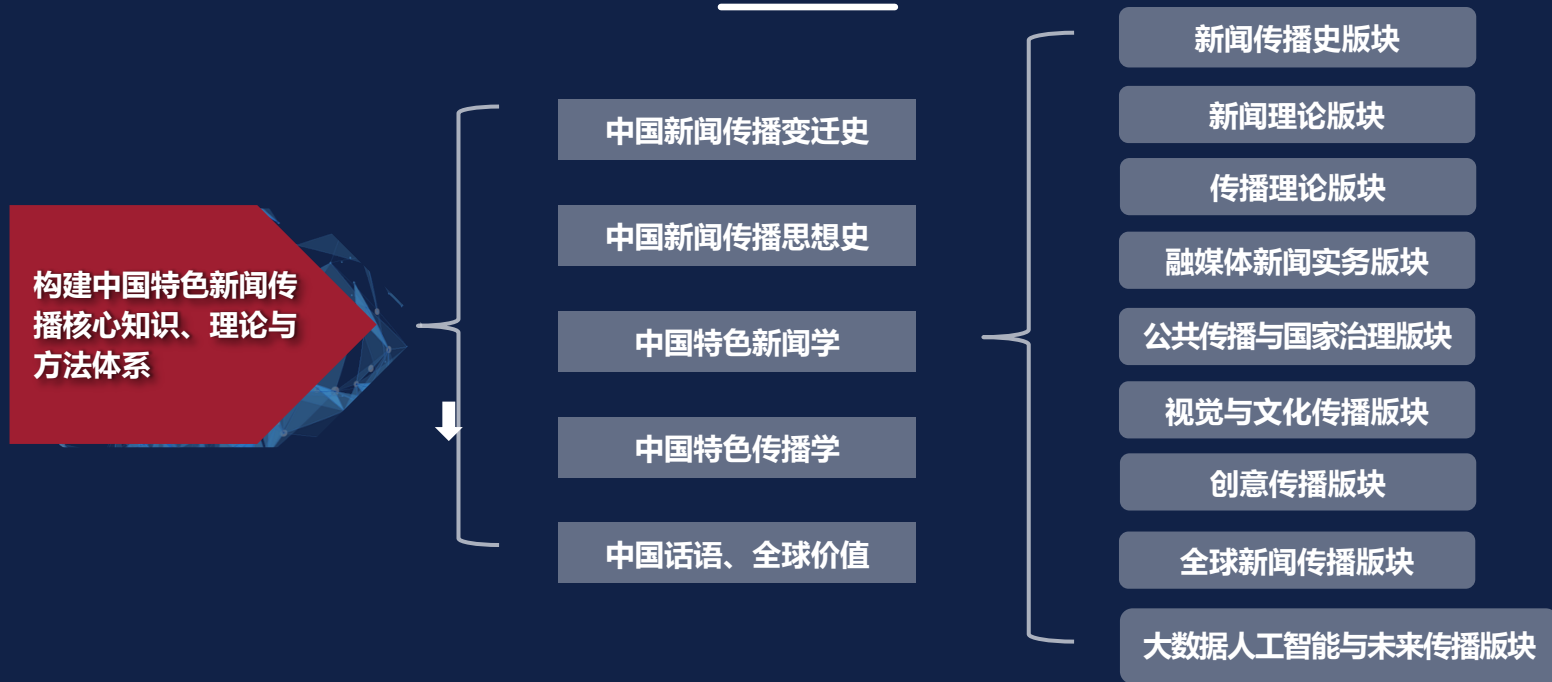 构建中国特色新闻传
播核心知识、理论与
方法体系
中国新闻传播变迁史
中国新闻传播思想史
中国特色新闻学
中国特色传播学
中国话语、全球价值
新闻传播史版块
新闻理论版块
传播理论版块
融媒体新闻实务版块
公共传播与国家治理版块
视觉与文化传播版块
创意传播版块
全球新闻传播版块
大数据人工智能与未来传播版块